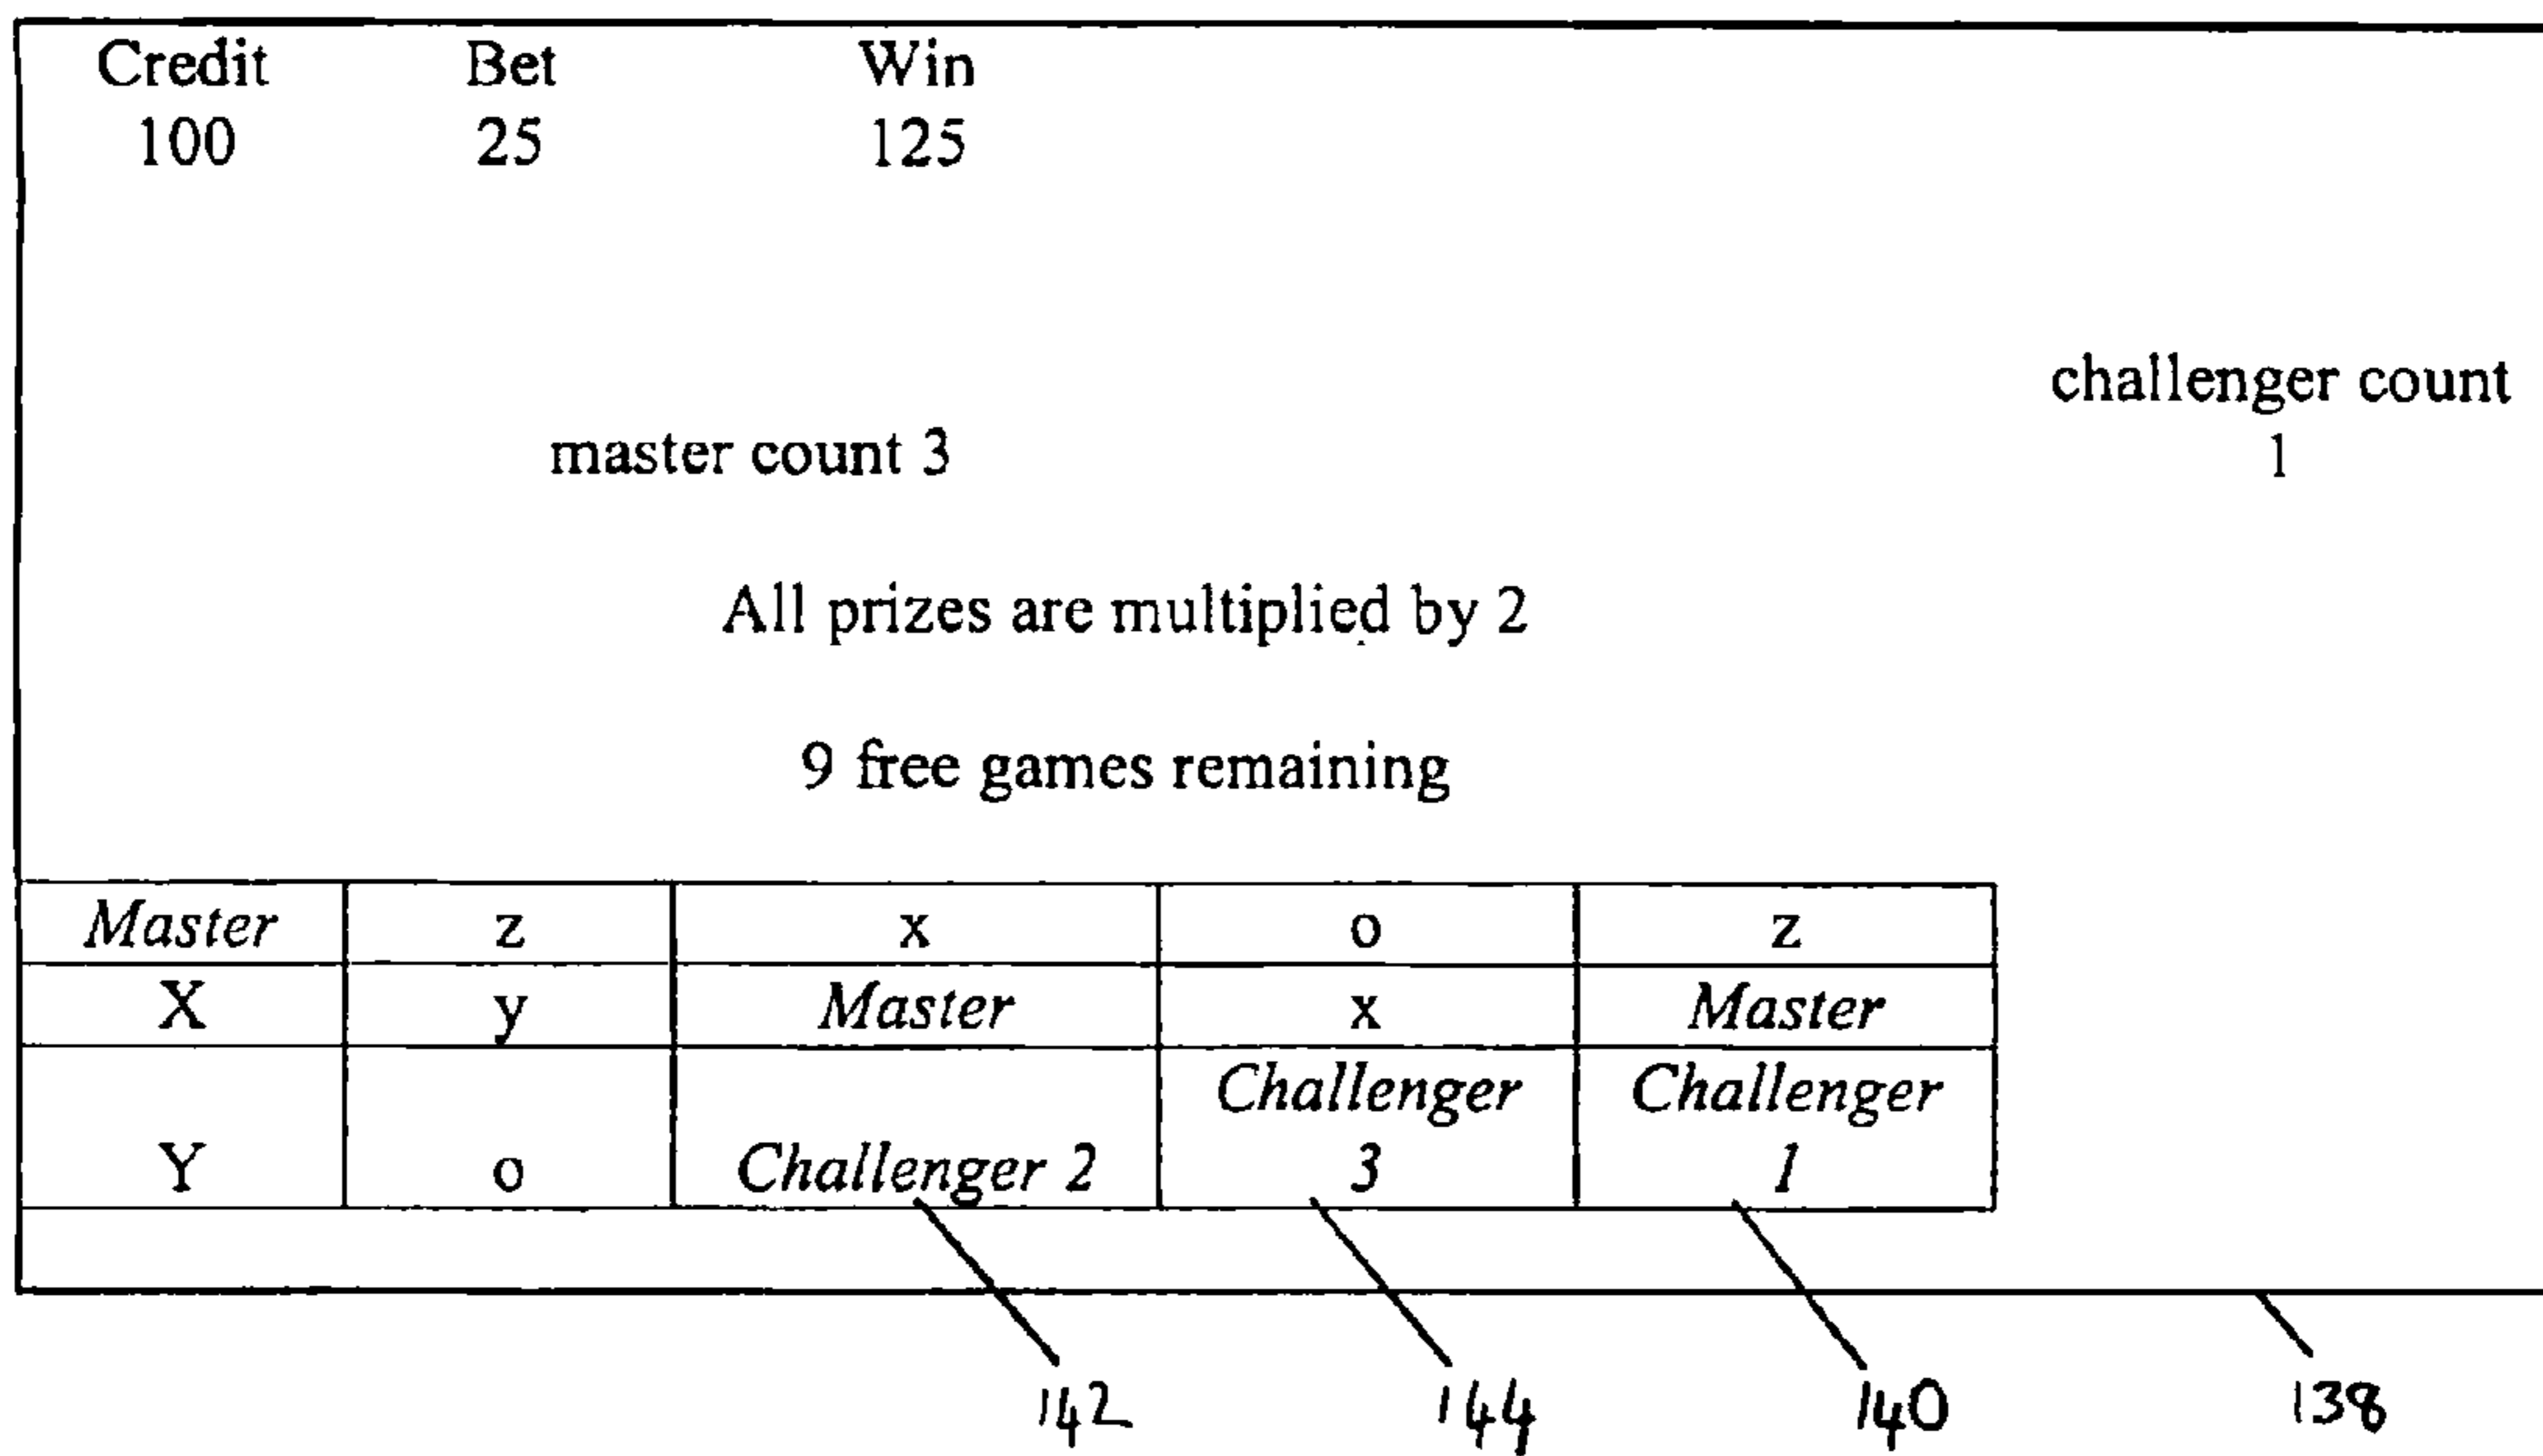 Credit Bet Win
100 25 125
challenger count
master count 3 1
All prizes are multiplied by 2
9 free games remaining
Master z x o z
X y Master x Master
Challenger Challenger
Y o Challenger 2 3 1
142 144 140 138